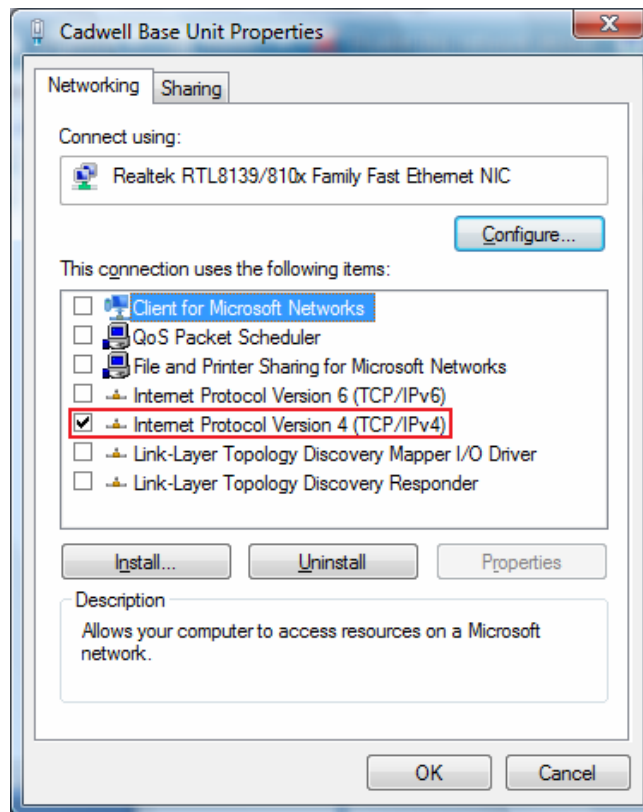 Cadwell Base Unit Properties
Networking
Sharing
Connect using:
Realtek RTL8139/810x Family Fast Ethernet NIC
Configure...
This connection uses the following items:
Client for Microsoft Networks
QoS Packet Scheduler
File and Printer Sharing for Microsoft Networks
Internet Protocol Version 6 (TCP/IPv6)
Internet Protocol Version 4 (TCP/IPv4)
Link-Layer Topology Discovery Mapper I/O Driver
Link-Layer Topology Discovery Responder
Install...
Uninstall
Properties
Description
Allows your computer to access resources on a Microsoft
network.
OK
Cancel